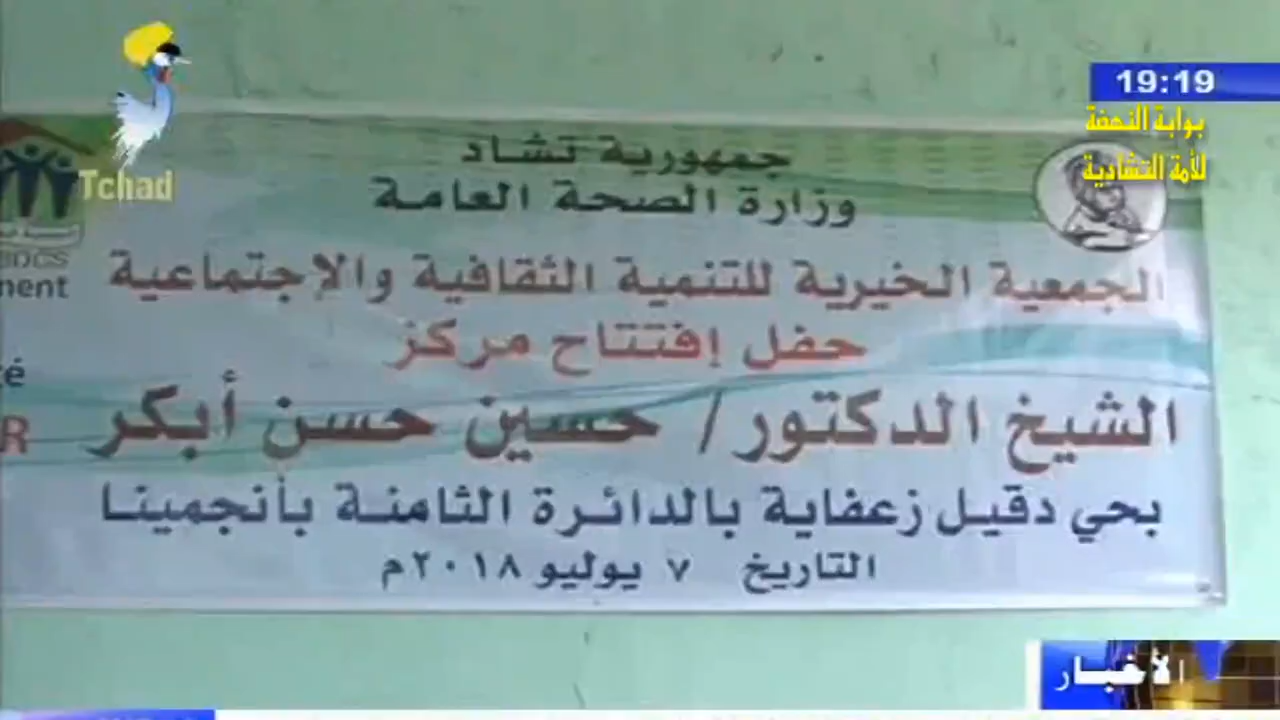 19:19
بوابة النهضة
للأمة التشادية
Tchad
جمهورية تشاد
وزارة الصحة العامة
الجمعية الخيرية للتنمية الثقافية والإجتماعية
حفل إفتتاح مركز
الشيخ الدكتور/ حسين حسن أبكر
بحي دقيل زعفاية بالدائرة الثامنة بأنجمينا
التاريخ ٧ يوليو ٢٠١٨م
BDCS
الأخبار